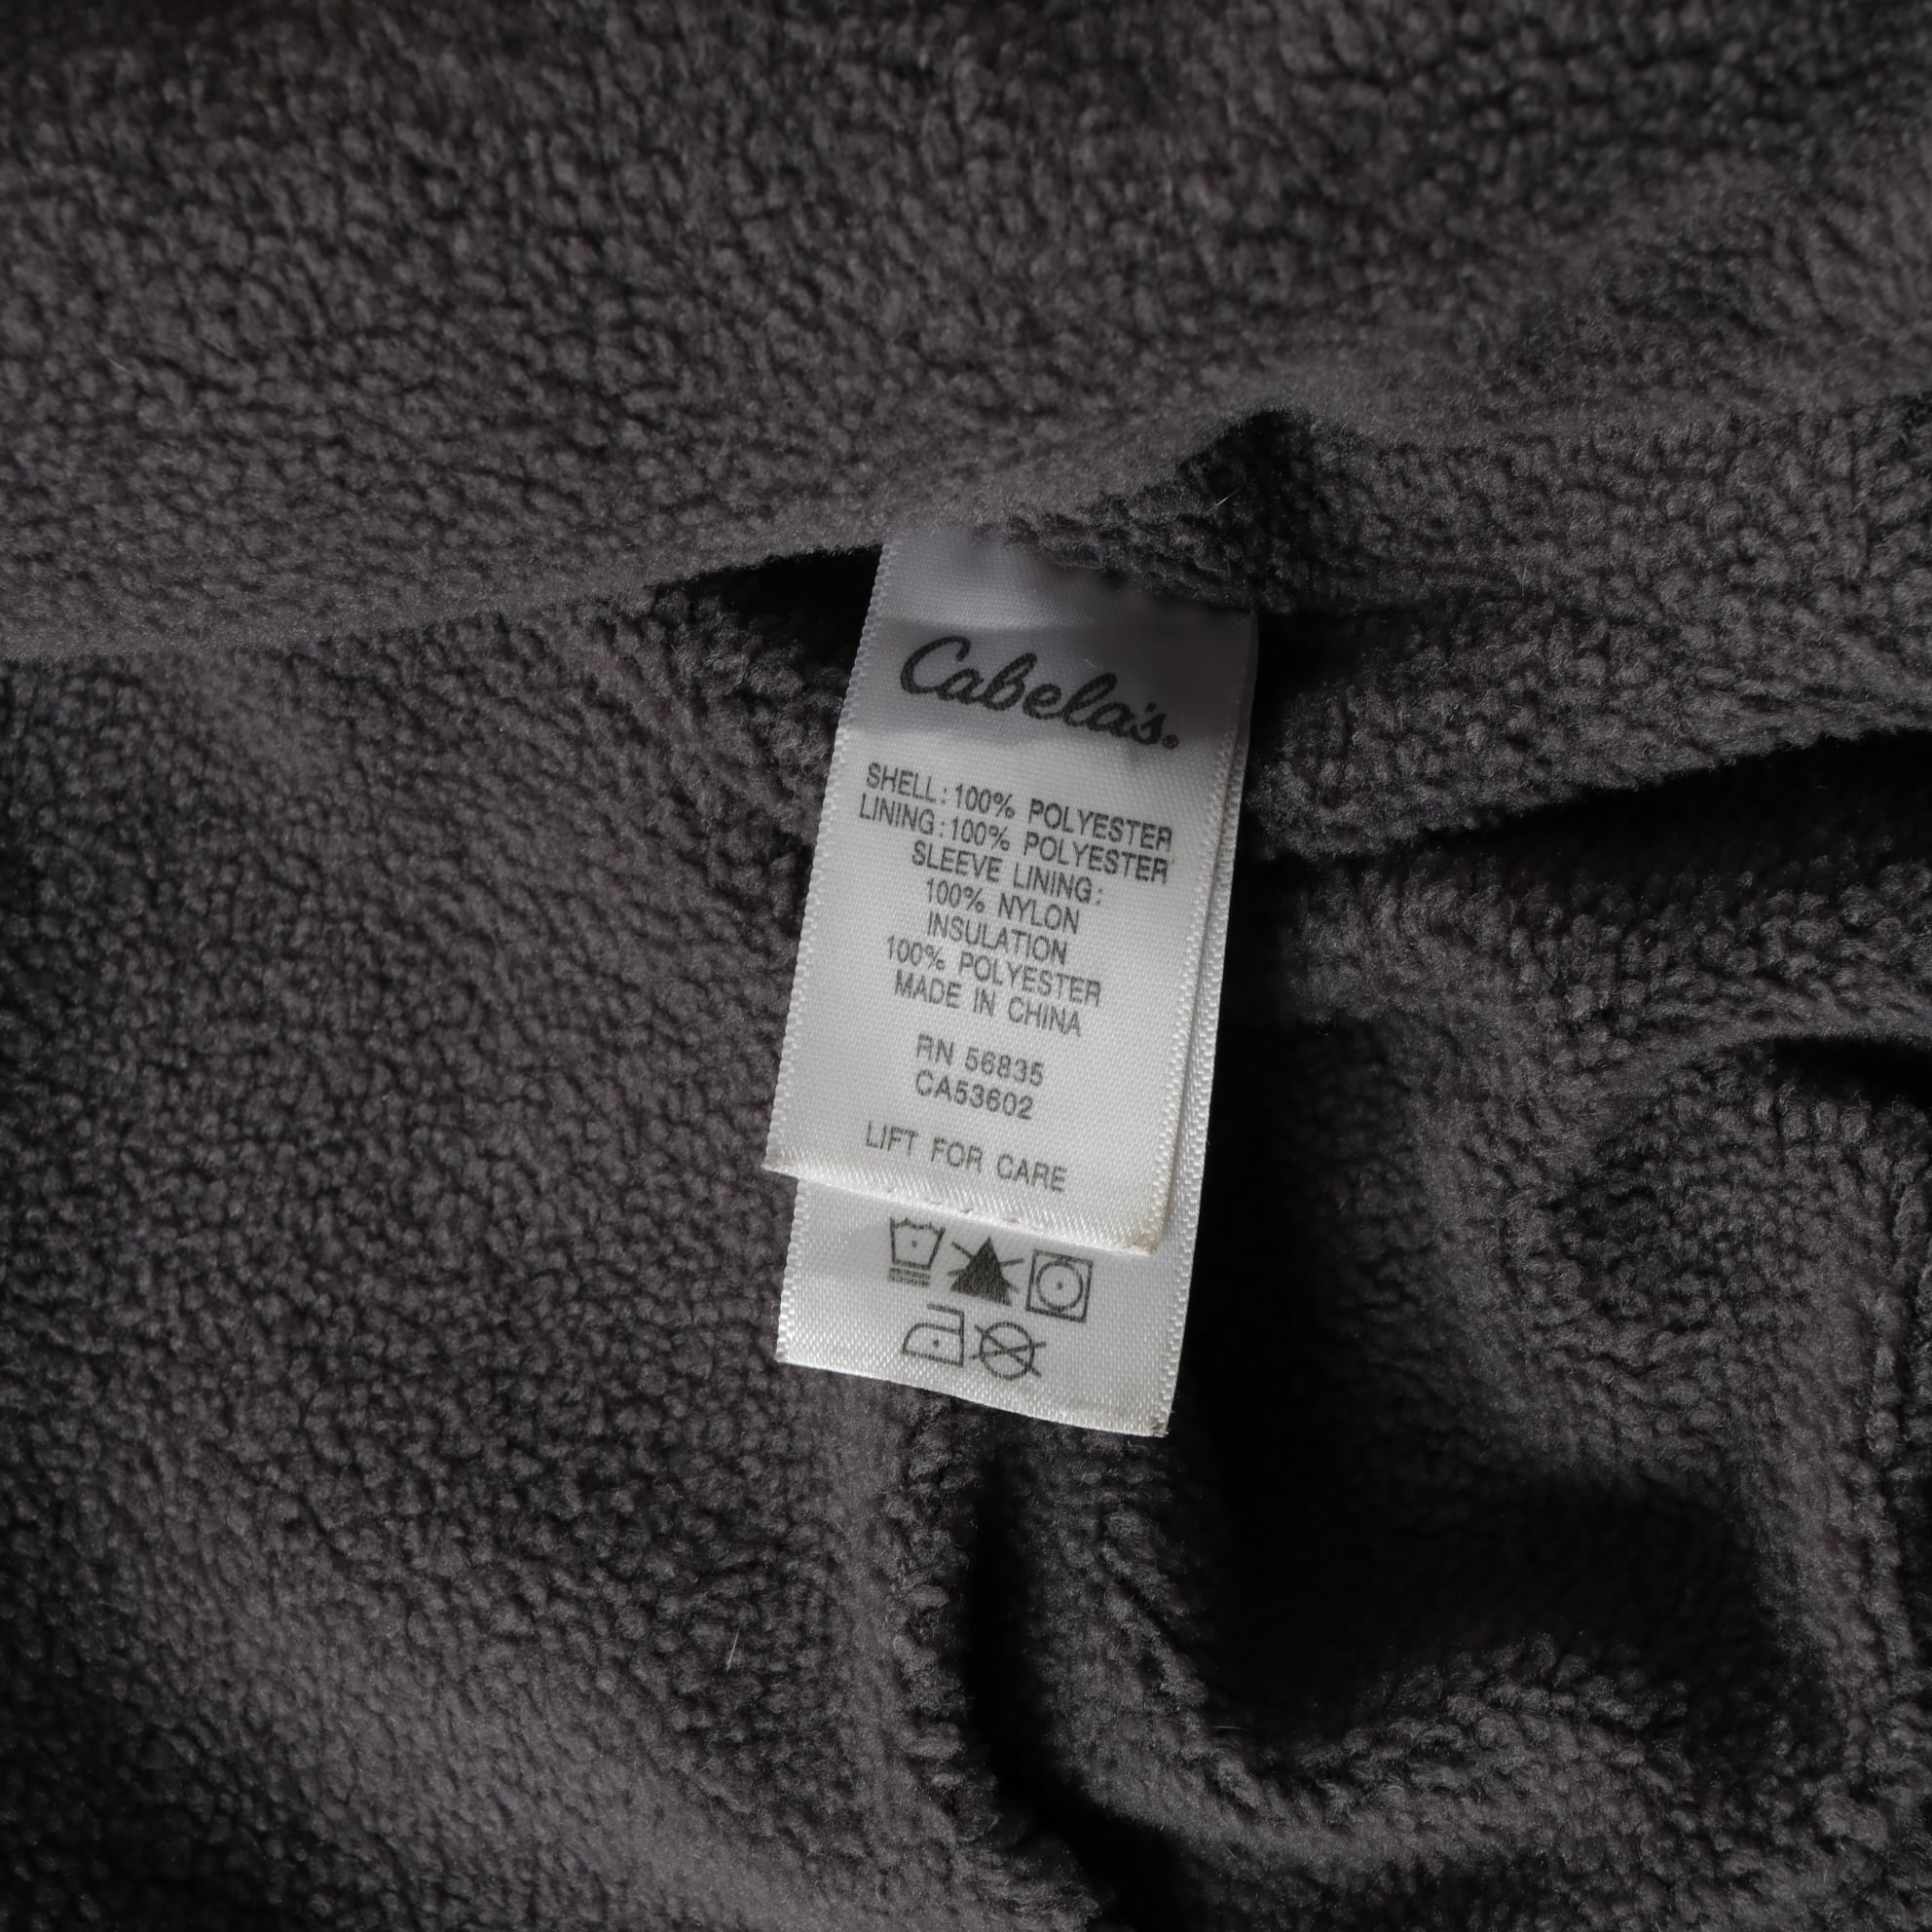 Cabela's®
SHELL:100% POLYESTER
LINING:100% POLYESTER
SLEEVE LINING:
100% NYLON
INSULATION
100% POLYESTER
MADE IN CHINA
RN 56835
CA53602
LIFT FOR CARE